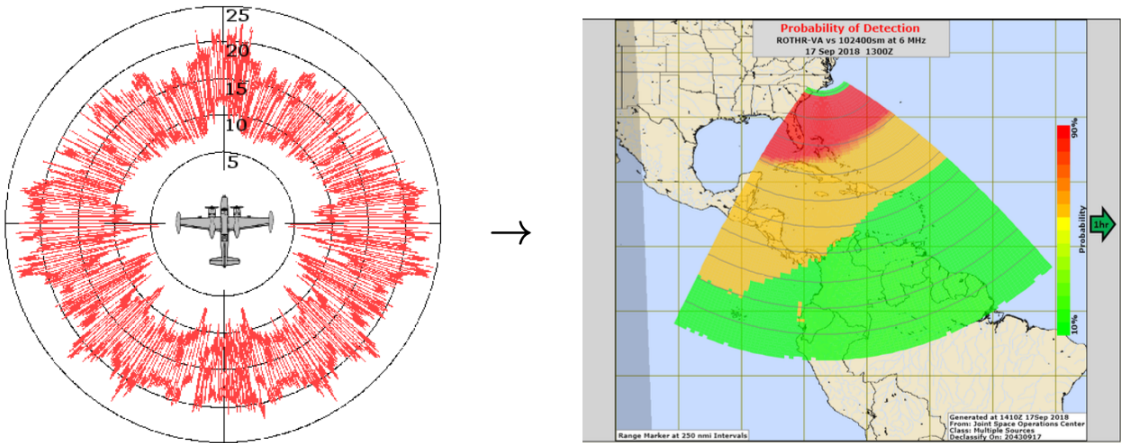 25
20
15
10
5
→
Probability of Detection
ROTHR-VA vs 102400sm at 6 MHz
17 Sep 2018 1300Z
90%
Probability
10%
1hr
Range Marker at 250 nmi Intervals
Generated at 1410Z 17Sep 2018
From: Joint Space Operations Center
Class: Multiple Sources
Declassify On: 20430917